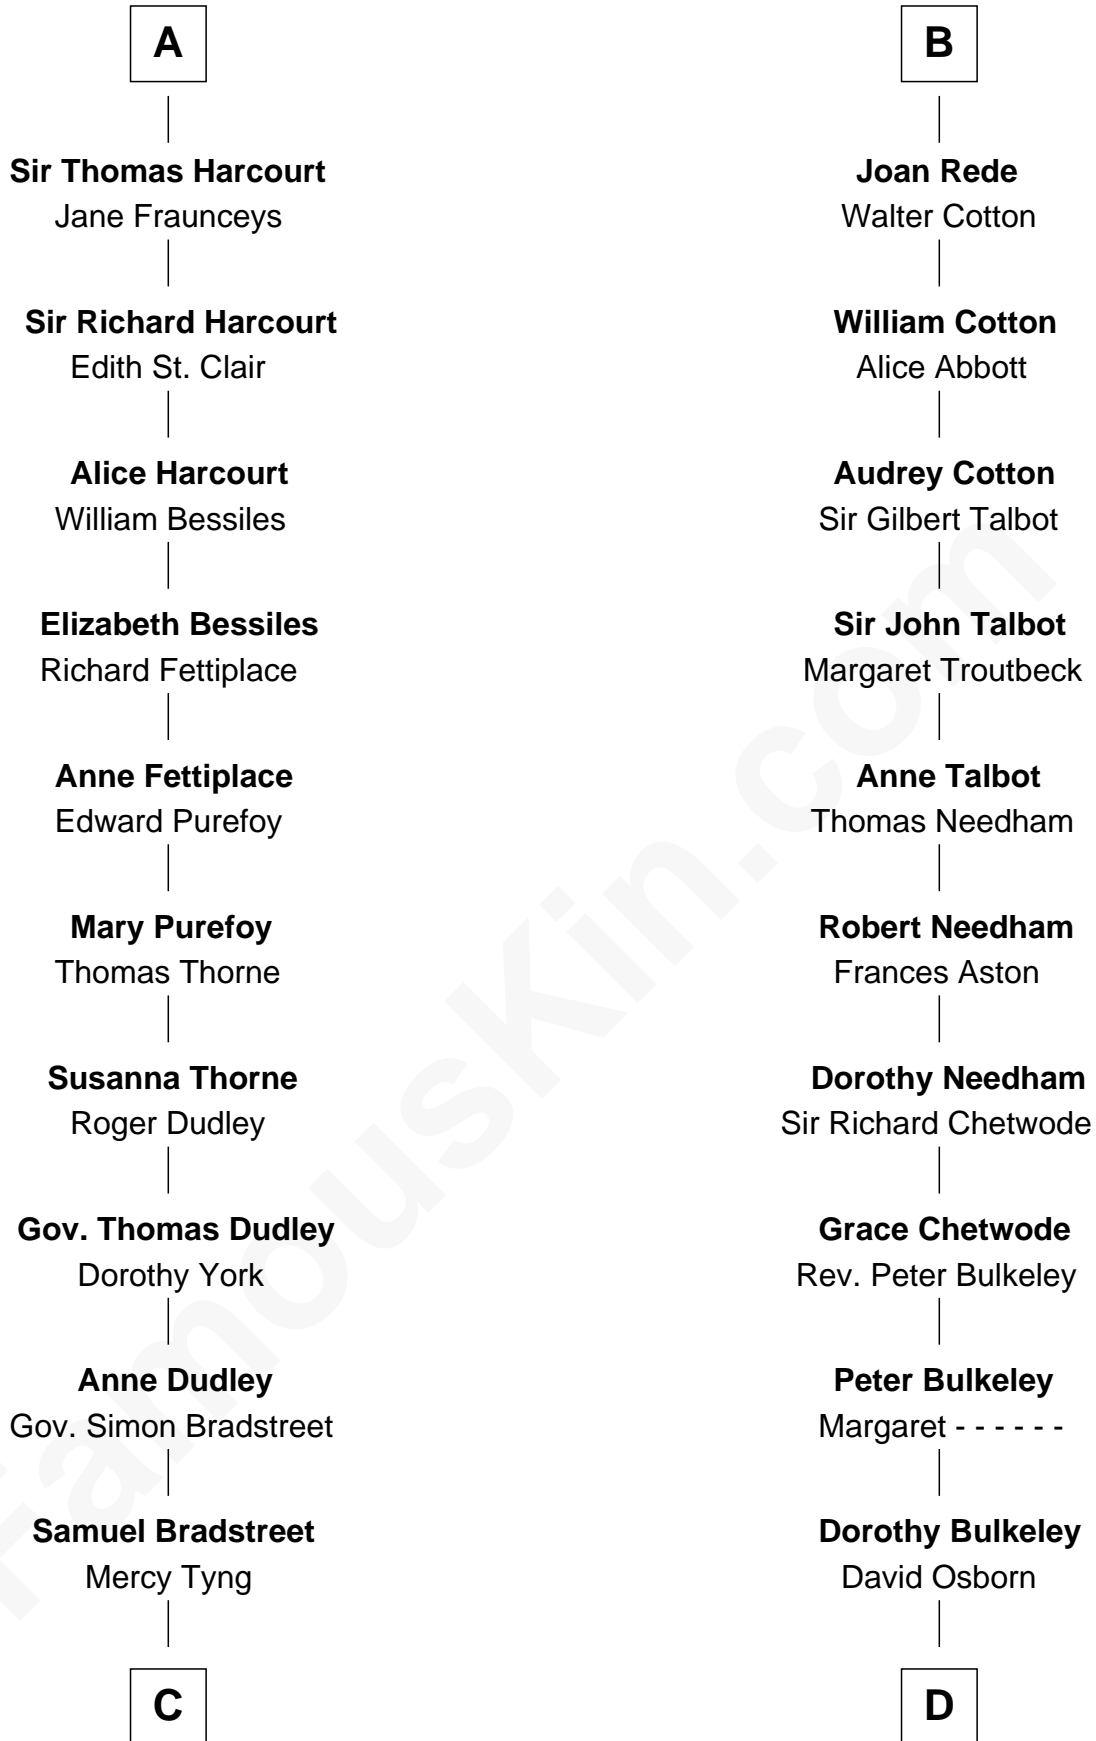 A
Sir Thomas Harcourt
Jane Fraunceys
Sir Richard Harcourt
Edith St. Clair
Alice Harcourt
William Bessiles
Elizabeth Bessiles
Richard Fettiplace
Anne Fettiplace
Edward Purefoy
Mary Purefoy
Thomas Thorne
Susanna Thorne
Roger Dudley
Gov. Thomas Dudley
Dorothy York
Anne Dudley
Gov. Simon Bradstreet
Samuel Bradstreet
Mercy Tyng
C
B
Joan Rede
Walter Cotton
William Cotton
Alice Abbott
Audrey Cotton
Sir Gilbert Talbot
Sir John Talbot
Margaret Troutbeck
Anne Talbot
Thomas Needham
Robert Needham
Frances Aston
Dorothy Needham
Sir Richard Chetwode
Grace Chetwode
Rev. Peter Bulkeley
Peter Bulkeley
Margaret - - - - - -
Dorothy Bulkeley
David Osborn
D
FamousKin.com